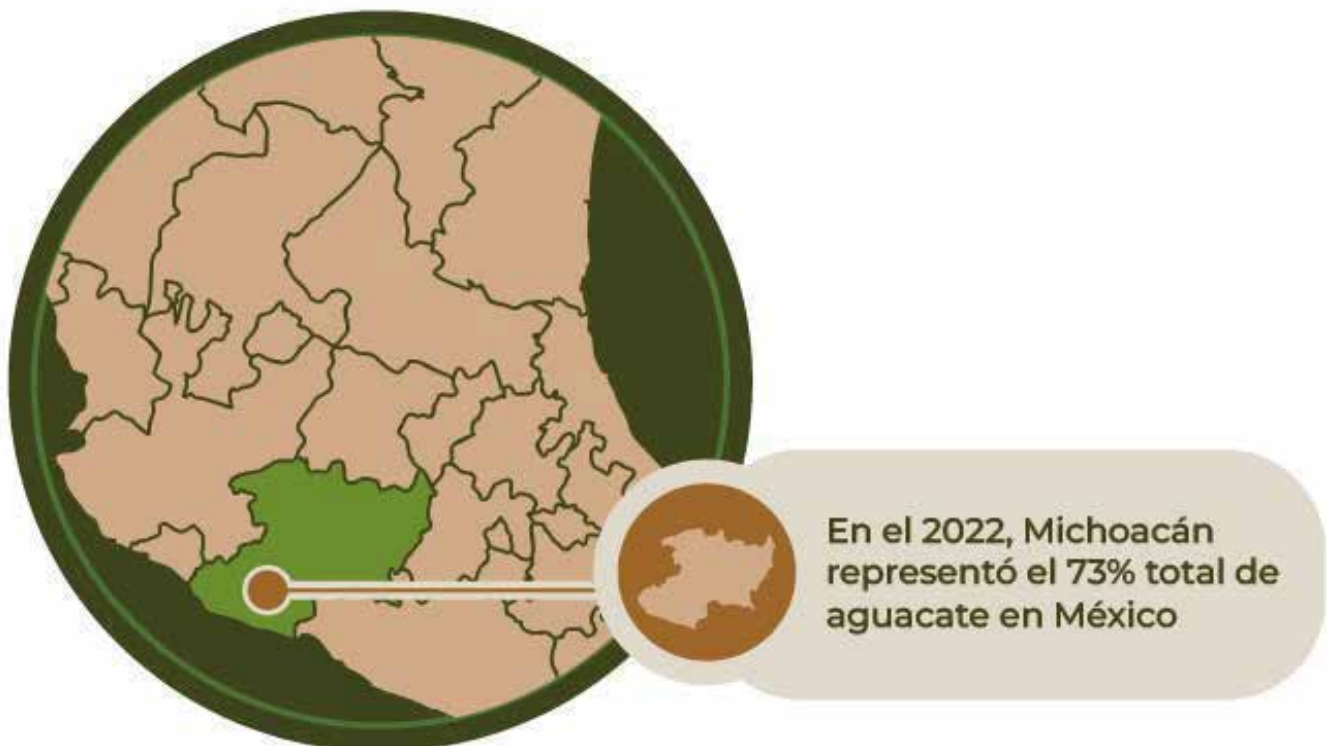 En el 2022, Michoacán
representó el 73% total de
aguacate en México